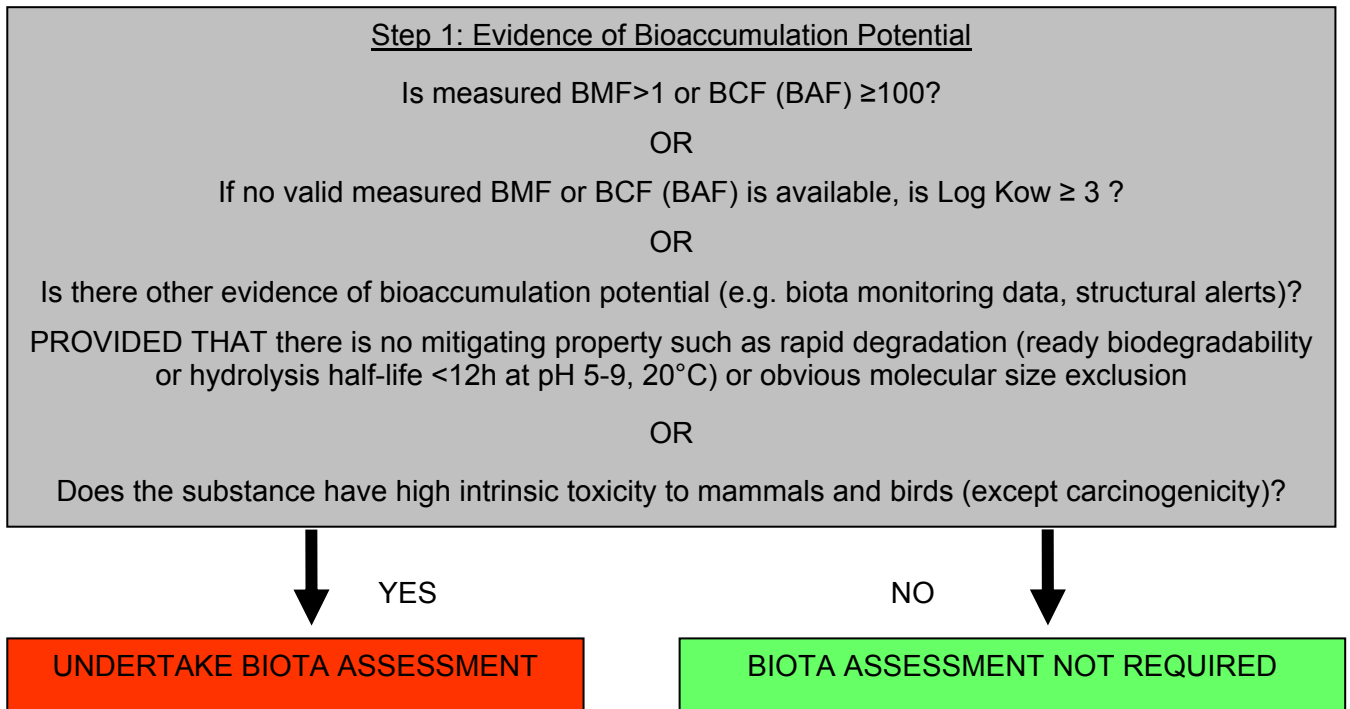 Step 1: Evidence of Bioaccumulation Potential
Is measured BMF>1 or BCF (BAF) ≥100?
OR
If no valid measured BMF or BCF (BAF) is available, is Log Kow ≥ 3 ?
OR
Is there other evidence of bioaccumulation potential (e.g. biota monitoring data, structural alerts)?
PROVIDED THAT there is no mitigating property such as rapid degradation (ready biodegradability
or hydrolysis half-life <12h at pH 5-9, 20°C) or obvious molecular size exclusion
OR
Does the substance have high intrinsic toxicity to mammals and birds (except carcinogenicity)?
YES
NO
UNDERTAKE BIOTA ASSESSMENT
BIOTA ASSESSMENT NOT REQUIRED